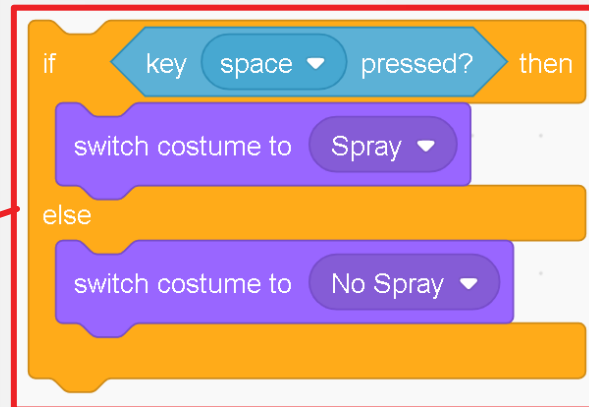 if key space pressed? then
switch costume to Spray
else
switch costume to No Spray